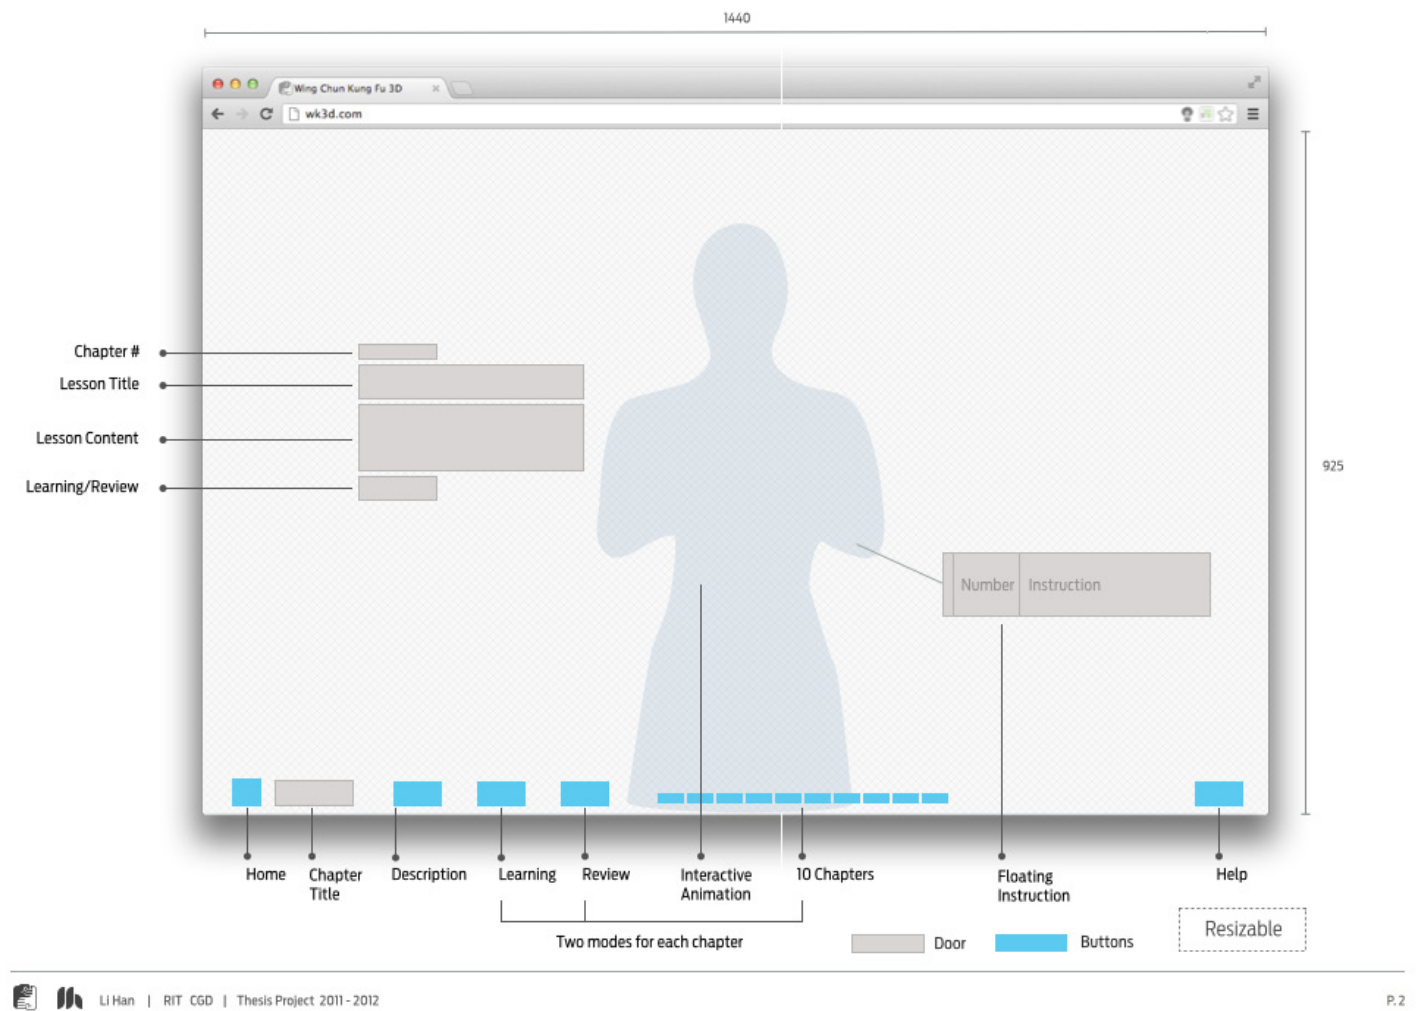 1440
Wing Chun Kung Fu 3D
wk3d.com
925
Chapter #
Lesson Title
Lesson Content
Learning/Review
Number Instruction
Home
Chapter
Title
Description
Learning
Review
Interactive
Animation
10 Chapters
Floating
Instruction
Help
Two modes for each chapter
Door
Buttons
Resizable
Li Han | RIT CGD | Thesis Project 2011 - 2012
P. 2